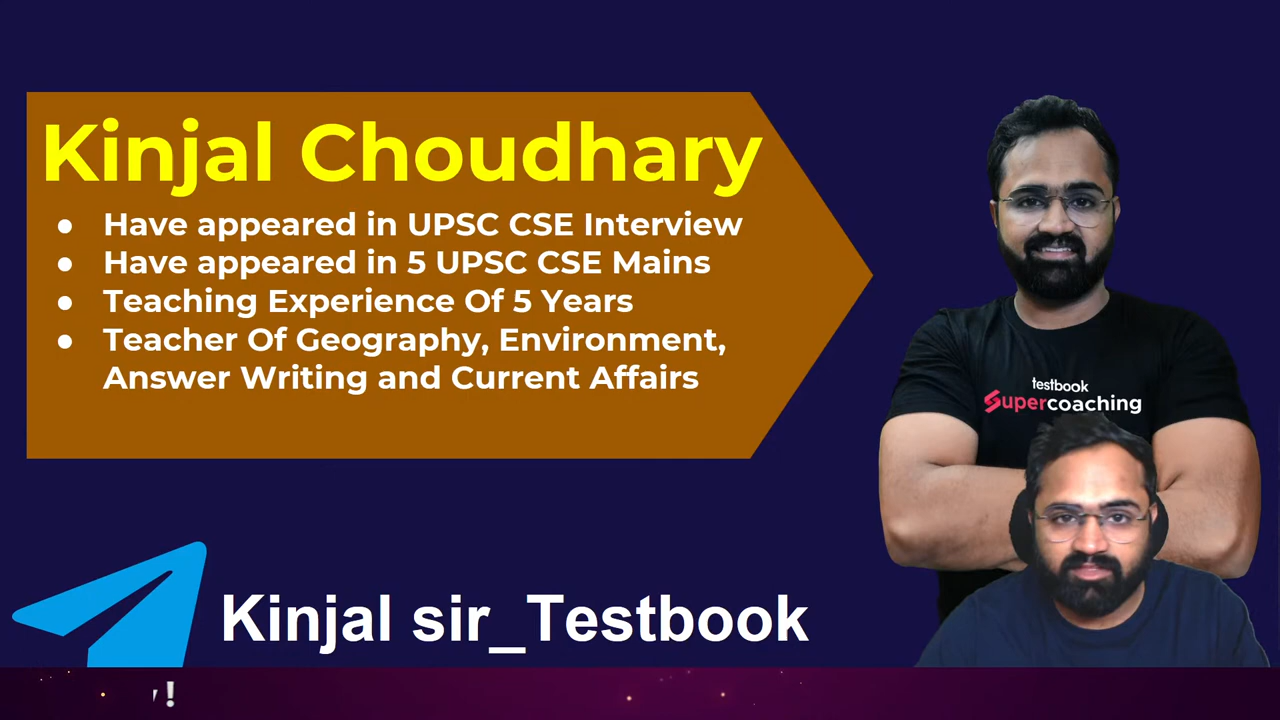 Kinjal Choudhary
● Have appeared in UPSC CSE Interview
● Have appeared in 5 UPSC CSE Mains
● Teaching Experience Of 5 Years
● Teacher Of Geography, Environment,
Answer Writing and Current Affairs
testbook
Supercoaching
Kinjal sir_Testbook
!